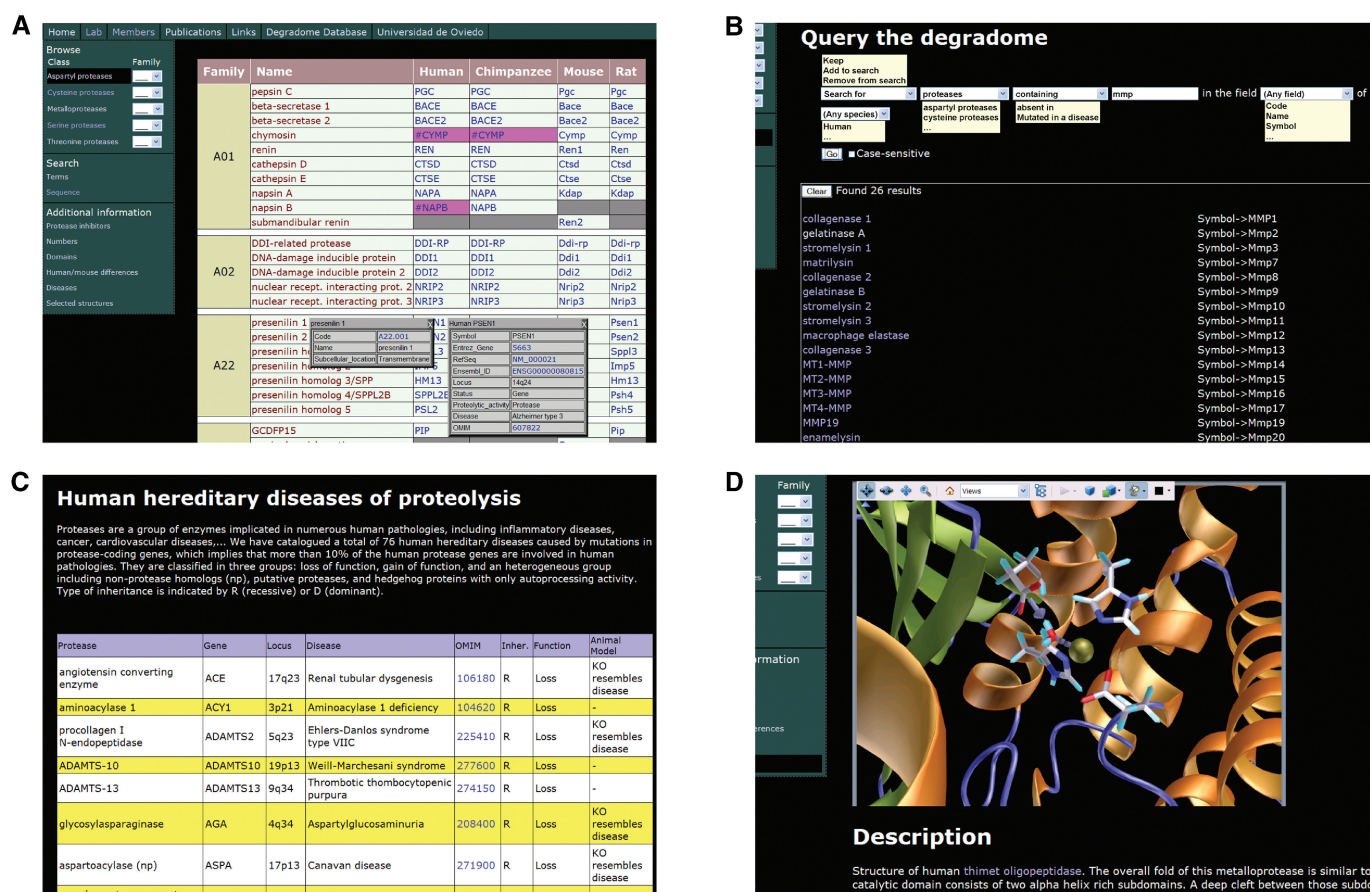 A
Home Lab Members Publications Links Degradome Database Universidad de Oviedo
Browse
Class Family
Aspartyl proteases
Cysteine proteases
Metalloproteases
Serine proteases
Threonine proteases
Search
Terms
Sequence
Additional information
Protease inhibitors
Numbers
Domains
Human/mouse differences
Diseases
Selected structures
Family Name Human Chimpanzee Mouse Rat
A01
pepsin C PGC PGC Pgc Pgc
beta-secretase 1 BACE BACE Bace Bace
beta-secretase 2 BACE2 BACE2 Bace2 Bace2
chymosin #CYMP #CYMP Cymp Cymp
renin REN REN Ren1 Ren
cathepsin D CTSD CTSD Ctsd Ctsd
cathepsin E CTSE CTSE Ctse Ctse
napsin A NAPA NAPA Kdap Kdap
napsin B #NAPB NAPB
submandibular renin Ren2
A02
DDI-related protease DDI-RP DDI-RP Ddi-rp Ddi-rp
DNA-damage inducible protein DDI1 DDI1 Ddi1 Ddi1
DNA-damage inducible protein 2 DDI2 DDI2 Ddi2 Ddi2
nuclear recept. interacting prot. 2 NRIP2 NRIP2 Nrip2 Nrip2
nuclear recept. interacting prot. 3 NRIP3 NRIP3 Nrip3 Nrip3
A22
presenilin 1 Psen1
presenilin 2 Psen2
Sppl3
Imp5
presenilin homolog 3/SPP HM13 Hm13
presenilin homolog 4/SPPL2B SPPL2B Psh4
presenilin homolog 5 PSL2 Psh5
GCDFP15 PIP Pip
presenilin 1 X
Code A22.001
Name presenilin 1
Subcellular_location Transmembrane
Human PSEN1 X
Symbol PSEN1
Entrez_Gene 5663
RefSeq NM_000021
Ensembl_ID ENSG00000080815
Locus 14q24
Status Gene
Proteolytic_activity Protease
Disease Alzheimer type 3
OMIM 607822
B
Query the degradome
Keep
Add to search
Remove from search
Search for proteases containing mmp in the field (Any field) of
(Any species)
Human
...
aspartyl proteases
cysteine proteases
...
absent in
Mutated in a disease
Code
Name
Symbol
...
Go Case-sensitive
Clear Found 26 results
collagenase 1 Symbol->MMP1
gelatinase A Symbol->Mmp2
stromelysin 1 Symbol->Mmp3
matrilysin Symbol->Mmp7
collagenase 2 Symbol->Mmp8
gelatinase B Symbol->Mmp9
stromelysin 2 Symbol->Mmp10
stromelysin 3 Symbol->Mmp11
macrophage elastase Symbol->Mmp12
collagenase 3 Symbol->Mmp13
MT1-MMP Symbol->Mmp14
MT2-MMP Symbol->Mmp15
MT3-MMP Symbol->Mmp16
MT4-MMP Symbol->Mmp17
MMP19 Symbol->Mmp19
enamelysin Symbol->Mmp20
C
Human hereditary diseases of proteolysis
Proteases are a group of enzymes implicated in numerous human pathologies, including inflammatory diseases,
cancer, cardiovascular diseases,... We have catalogued a total of 76 human hereditary diseases caused by mutations in
protease-coding genes, which implies that more than 10% of the human protease genes are involved in human
pathologies. They are classified in three groups: loss of function, gain of function, and an heterogeneous group
including non-protease homologs (np), putative proteases, and hedgehog proteins with only autoprocessing activity.
Type of inheritance is indicated by R (recessive) or D (dominant).
Protease Gene Locus Disease OMIM Inher. Function Animal
Model
angiotensin converting
enzyme ACE 17q23 Renal tubular dysgenesis 106180 R Loss KO
resembles
disease
aminoacylase 1 ACY1 3p21 Aminoacylase 1 deficiency 104620 R Loss -
procollagen I
N-endopeptidase ADAMTS2 5q23 Ehlers-Danlos syndrome
type VIIC 225410 R Loss KO
resembles
disease
ADAMTS-10 ADAMTS10 19p13 Weill-Marchesani syndrome 277600 R Loss -
ADAMTS-13 ADAMTS13 9q34 Thrombotic thombocytopenic
purpura 274150 R Loss -
glycosylasparaginase AGA 4q34 Aspartylglucosaminuria 208400 R Loss KO
resembles
disease
aspartoacylase (np) ASPA 17p13 Canavan disease 271900 R Loss KO
resembles
disease
D
Family
Views
Description
Structure of human thimet oligopeptidase. The overall fold of this metalloprotease is similar to
catalytic domain consists of two alpha helix rich subdomains. A deep cleft between those